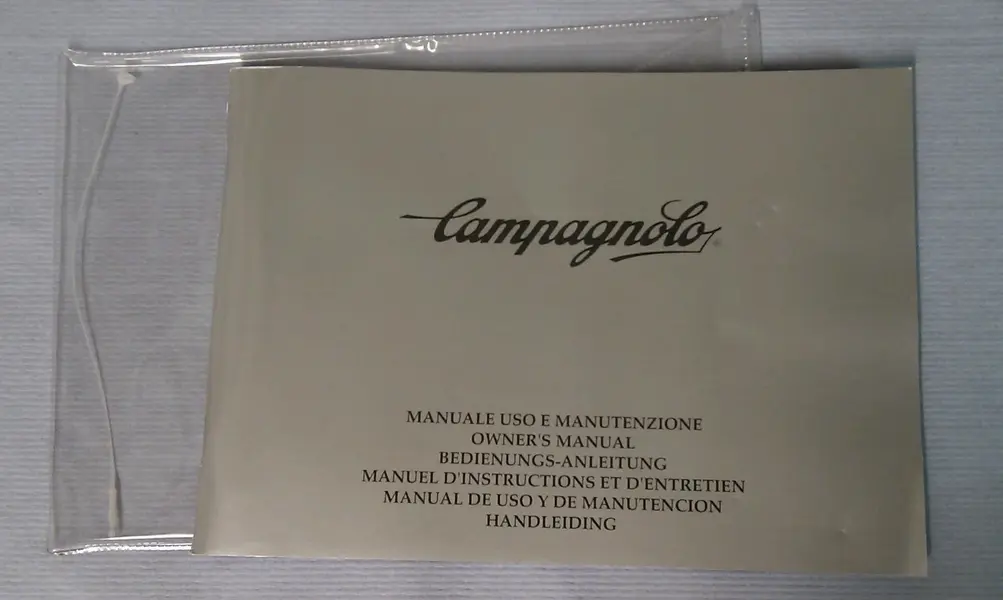 Campagnolo®
MANUALE USO E MANUTENZIONE
OWNER'S MANUAL
BEDIENUNGS-ANLEITUNG
MANUEL D'INSTRUCTIONS ET D'ENTRETIEN
MANUAL DE USO Y DE MANUTENCION
HANDLEIDING